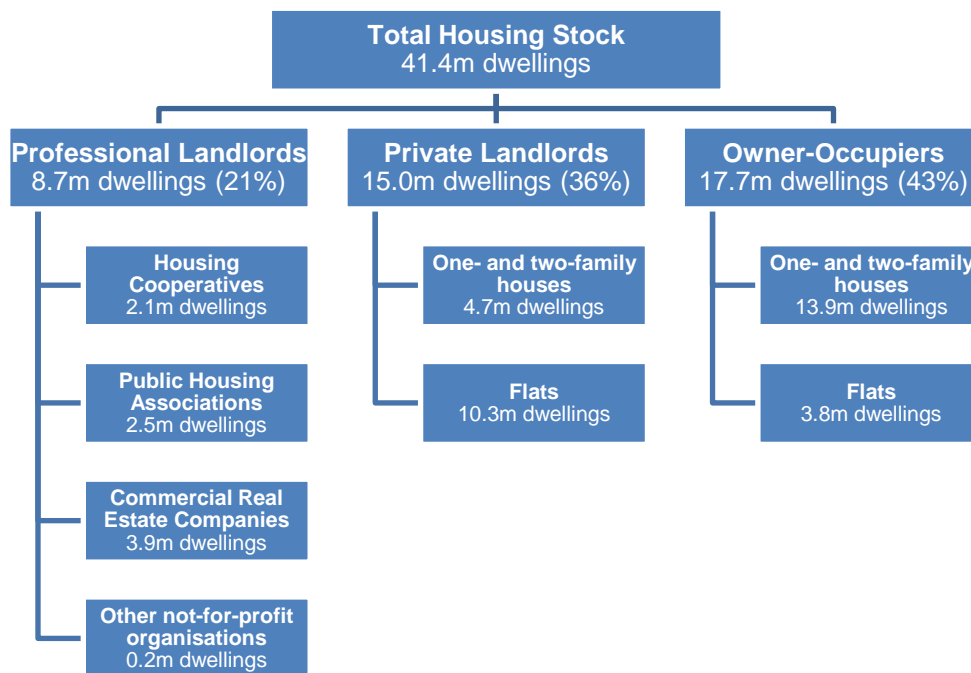 Total Housing Stock
41.4m dwellings
Professional Landlords
8.7m dwellings (21%)
Private Landlords
15.0m dwellings (36%)
Owner-Occupiers
17.7m dwellings (43%)
Housing
Cooperatives
2.1m dwellings
One- and two-family
houses
4.7m dwellings
One- and two-family
houses
13.9m dwellings
Public Housing
Associations
2.5m dwellings
Flats
10.3m dwellings
Flats
3.8m dwellings
Commercial Real
Estate Companies
3.9m dwellings
Other not-for-profit
organisations
0.2m dwellings